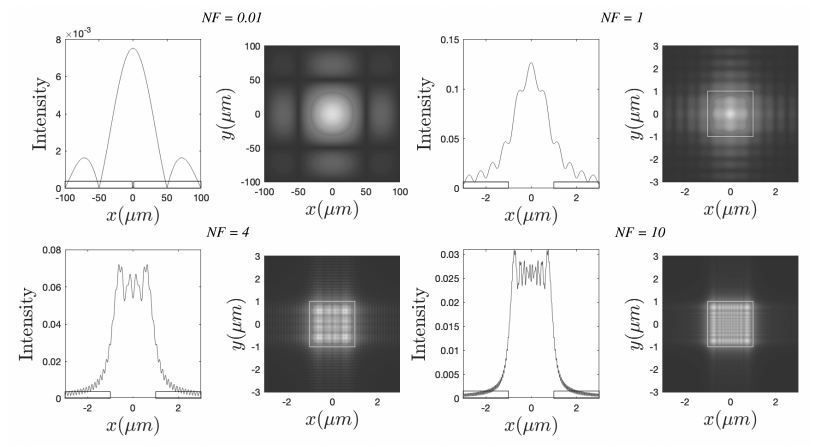 NF = 0.01
NF = 1
×10⁻³
8
6
4
2
0
-100 -50 0 50 100
Intensity
x(μm)
100
50
0
-50
-100
-100 -50 0 50 100
y(μm)
x(μm)
0.15
0.1
0.05
0
-2 0 2
Intensity
x(μm)
3
2
1
0
-1
-2
-3
-2 0 2
y(μm)
x(μm)
NF = 4
NF = 10
0.08
0.06
0.04
0.02
0
-2 0 2
Intensity
x(μm)
3
2
1
0
-1
-2
-3
-2 0 2
y(μm)
x(μm)
0.03
0.025
0.02
0.015
0.01
0.005
0
-2 0 2
Intensity
x(μm)
3
2
1
0
-1
-2
-3
-2 0 2
y(μm)
x(μm)